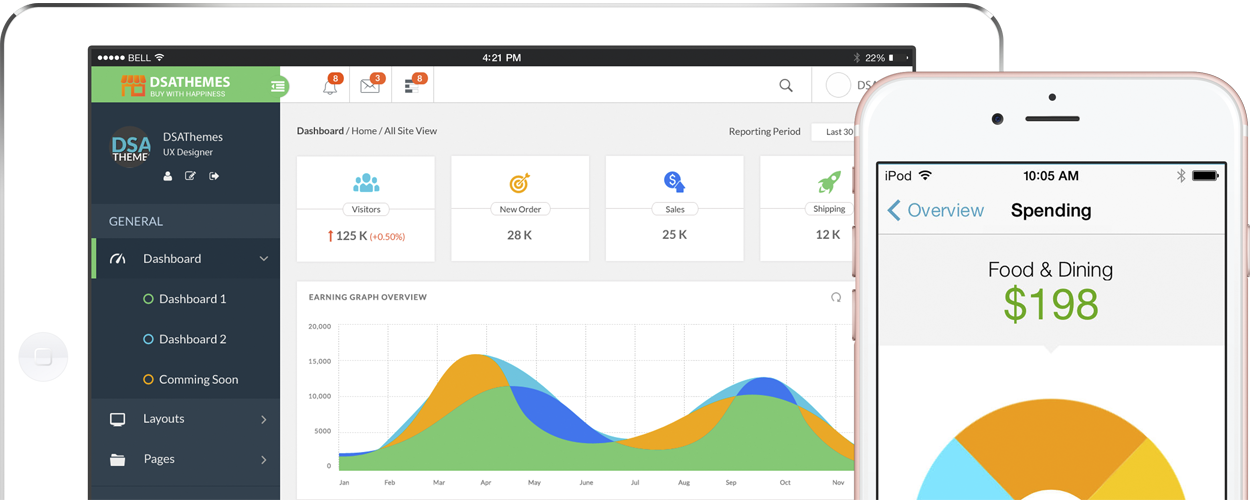 BELL
4:21 PM
22%
DSATHEMES
BUY WITH HAPPINESS
8
3
8
DSA
DSAThemes
UX Designer
DSA
THEME
GENERAL
Dashboard
Dashboard 1
Dashboard 2
Comming Soon
Layouts
Pages
Dashboard / Home / All Site View
Reporting Period
Last 30
Visitors
125 K (+0.50%)
New Order
28 K
Sales
25 K
Shipping
12 K
EARNING GRAPH OVERVIEW
20,000
15,000
10,000
5000
0
Jan Feb Mar Apr May June Jul Aug Sep Oct Nov
iPod
10:05 AM
Overview
Spending
Food & Dining
$198